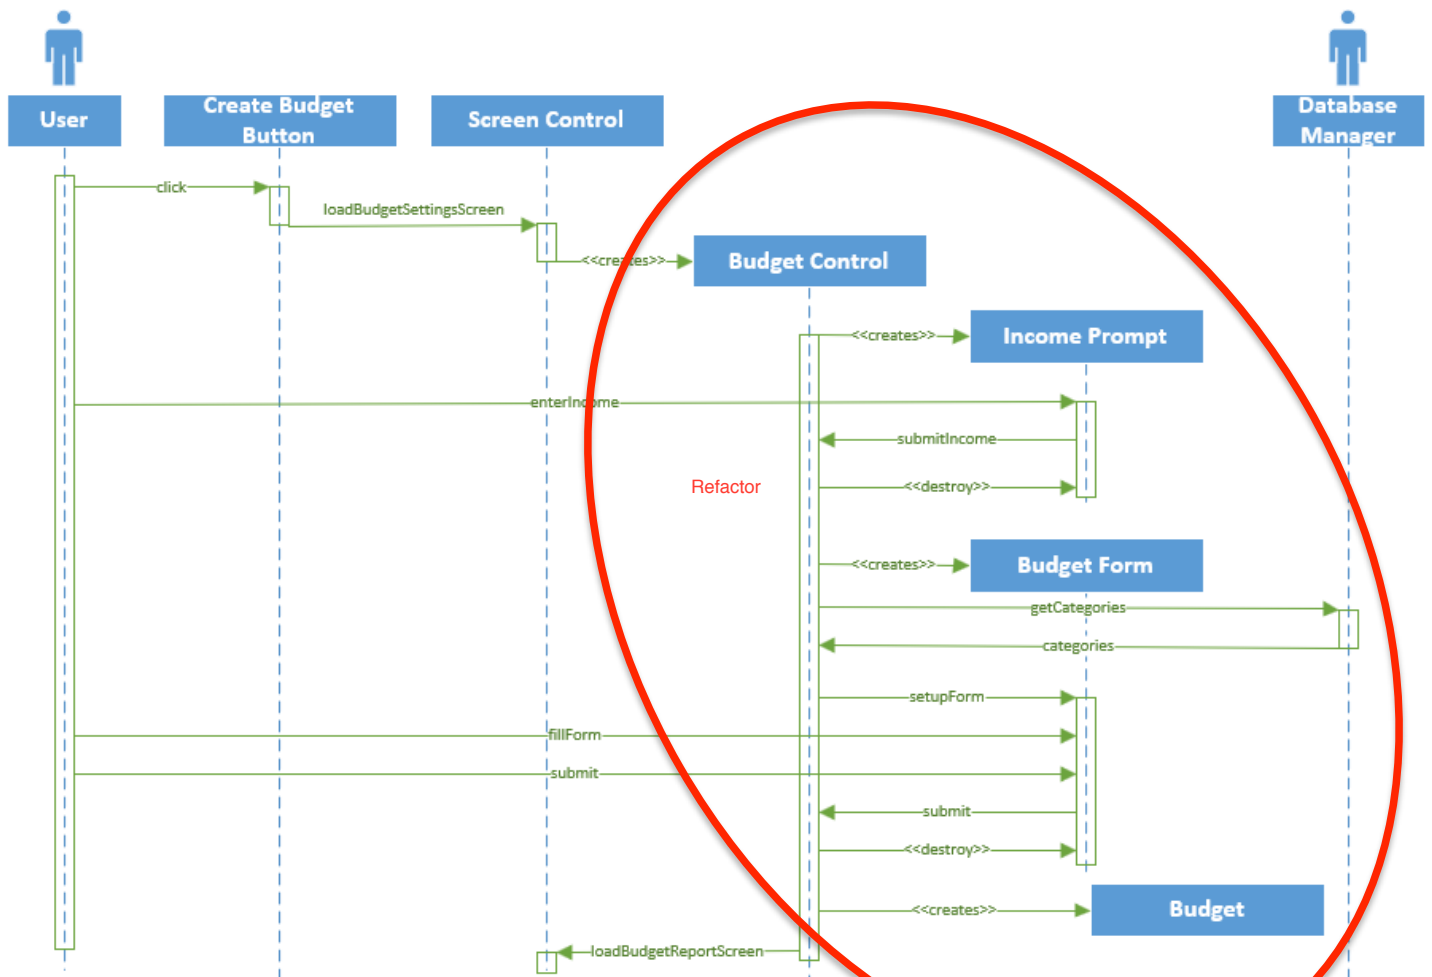 User
Create Budget
Button
Screen Control
Database
Manager
click
loadBudgetSettingsScreen
<<creates>>
Budget Control
<<creates>>
Income Prompt
enterIncome
submitIncome
Refactor
<<destroy>>
<<creates>>
Budget Form
getCategories
categories
setupForm
fillForm
submit
submit
<<destroy>>
<<creates>>
Budget
loadBudgetReportScreen